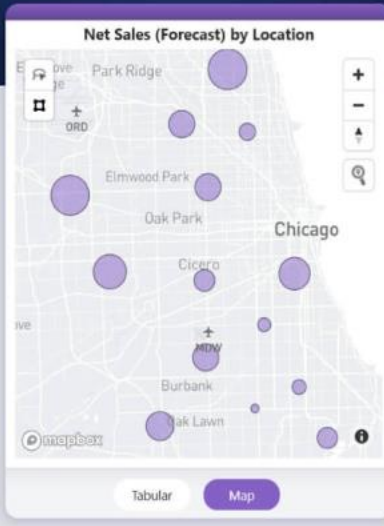 Net Sales (Forecast) by Location
Park Ridge
ORD
Elmwood Park
Oak Park
Chicago
Cicero
MDW
Burbank
Oak Lawn
mapbox
Tabular
Map